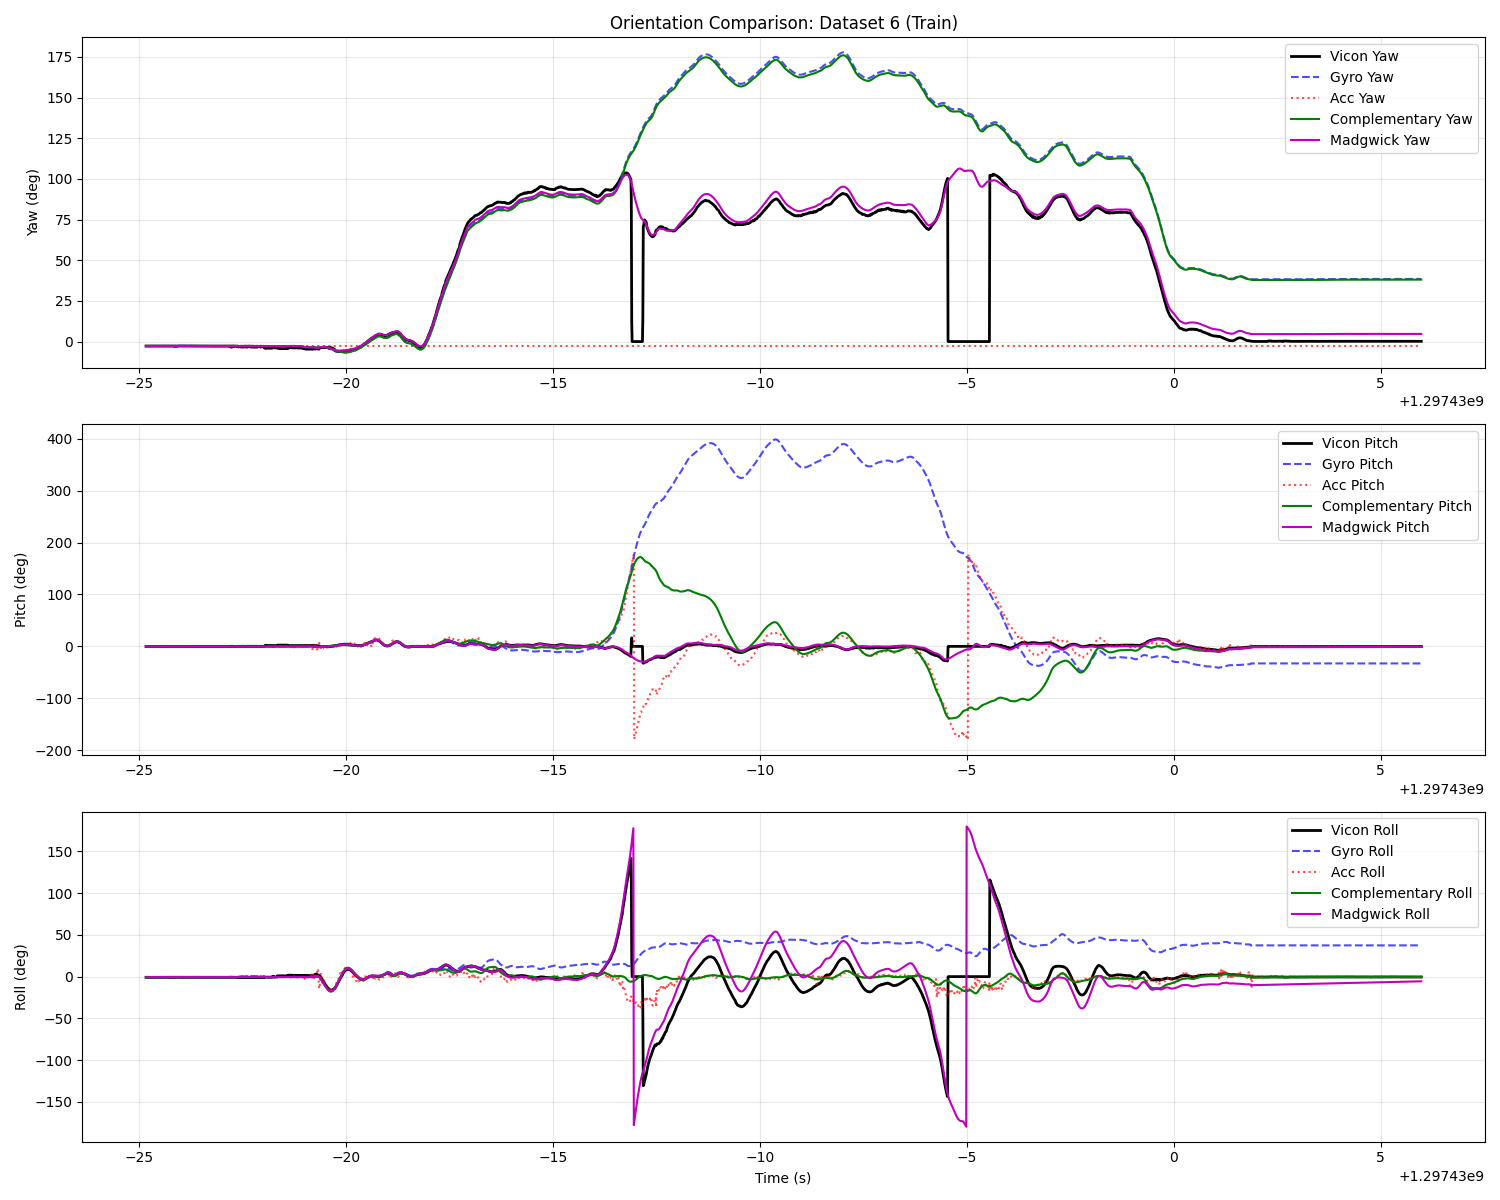 Orientation Comparison: Dataset 6 (Train)
Yaw (deg)
175
150
125
100
75
50
25
0
Vicon Yaw
Gyro Yaw
Acc Yaw
Complementary Yaw
Madgwick Yaw
−25 −20 −15 −10 −5 0 5
+1.29743e9
Pitch (deg)
400
300
200
100
0
−100
−200
Vicon Pitch
Gyro Pitch
Acc Pitch
Complementary Pitch
Madgwick Pitch
−25 −20 −15 −10 −5 0 5
+1.29743e9
Roll (deg)
150
100
50
0
−50
−100
−150
Vicon Roll
Gyro Roll
Acc Roll
Complementary Roll
Madgwick Roll
−25 −20 −15 −10 −5 0 5
Time (s)
+1.29743e9